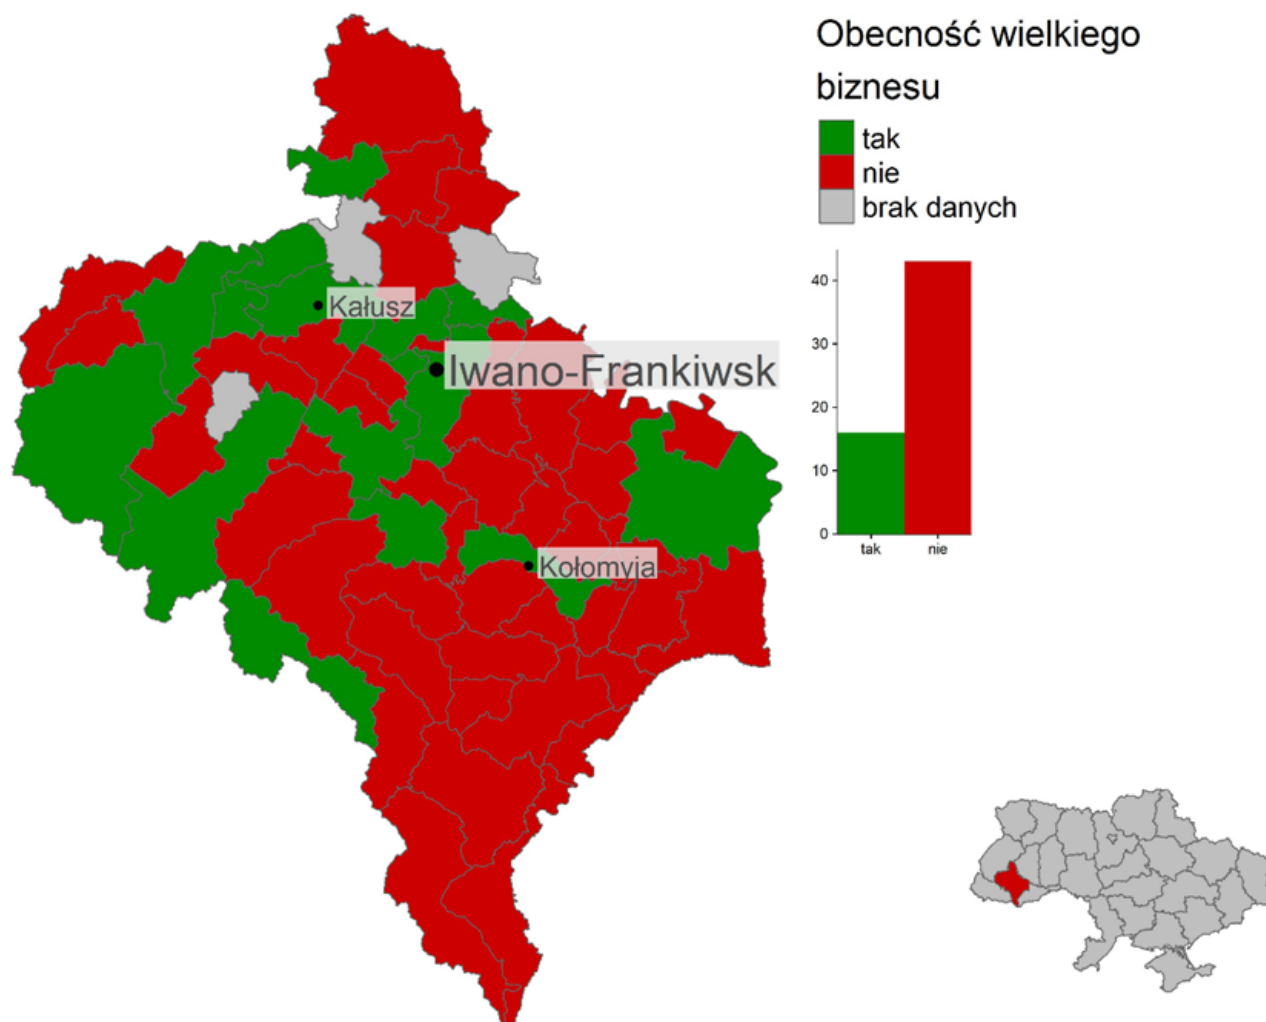 Obecność wielkiego
biznesu
tak
nie
brak danych
Kałusz
Iwano-Frankiwsk
Kołomyja
40
30
20
10
0
tak
nie